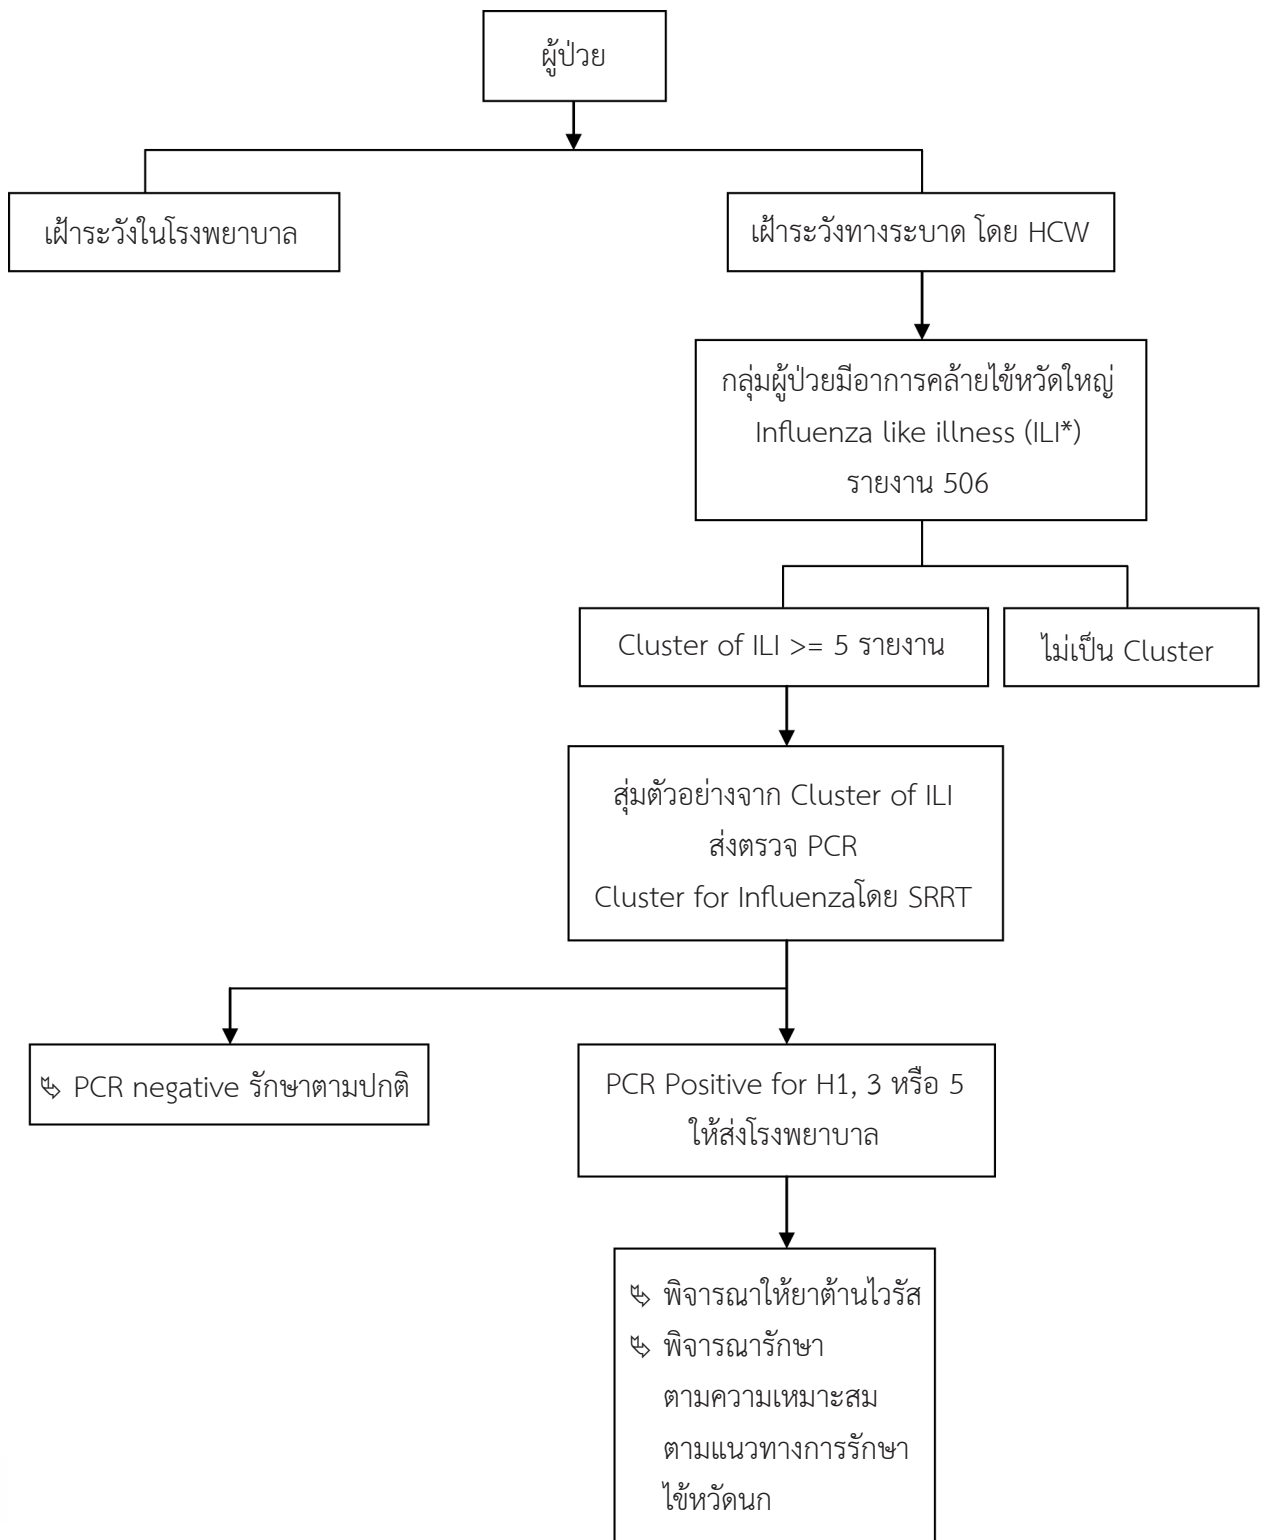 ผู้ป่วย
เฝ้าระวังในโรงพยาบาล
เฝ้าระวังทางระบาด โดย HCW
กลุ่มผู้ป่วยมีอาการคล้ายไข้หวัดใหญ่
Influenza like illness (ILI*)
รายงาน 506
Cluster of ILI >= 5 รายงาน
ไม่เป็น Cluster
สุ่มตัวอย่างจาก Cluster of ILI
ส่งตรวจ PCR
Cluster for Influenzaโดย SRRT
PCR negative รักษาตามปกติ
PCR Positive for H1, 3 หรือ 5
ให้ส่งโรงพยาบาล
พิจารณาให้ยาต้านไวรัส
พิจารณารักษา
ตามความเหมาะสม
ตามแนวทางการรักษา
ไข้หวัดนก